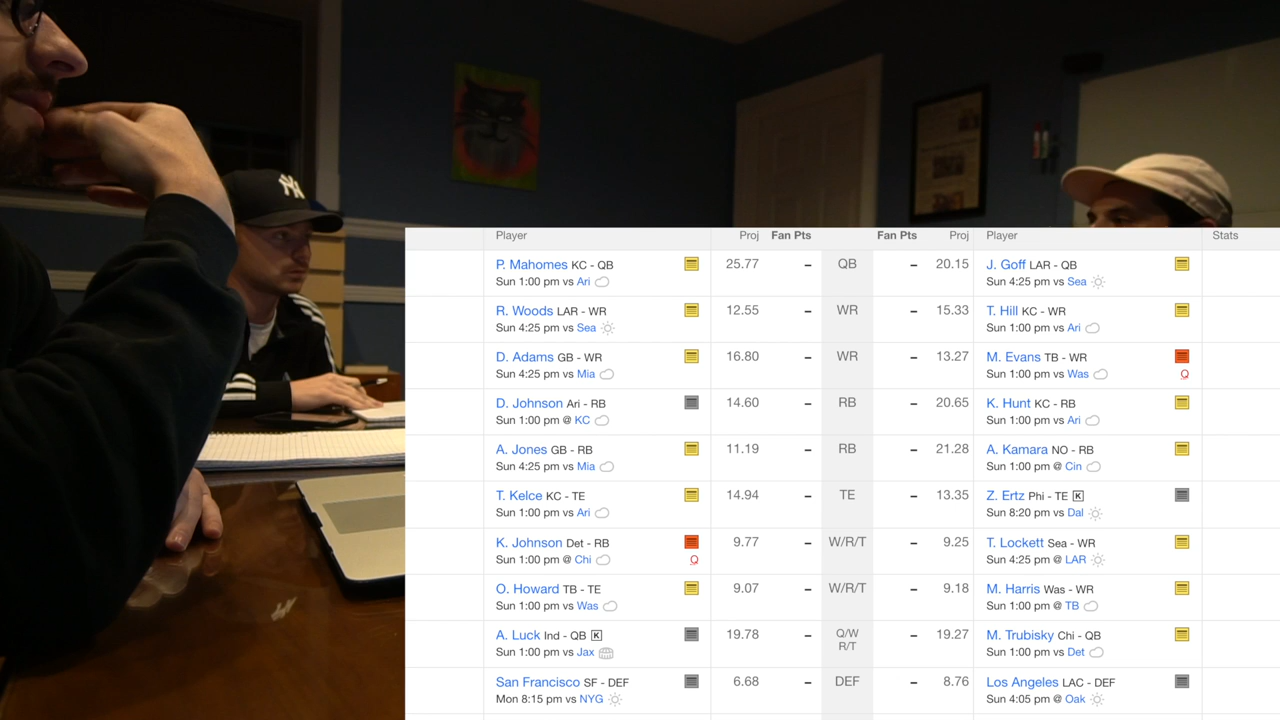 NY
Player Proj Fan Pts Fan Pts Proj Player Stats
P. Mahomes KC - QB 25.77 – QB – 20.15 J. Goff LAR - QB
Sun 1:00 pm vs Ari Sun 4:25 pm vs Sea
R. Woods LAR - WR 12.55 – WR – 15.33 T. Hill KC - WR
Sun 4:25 pm vs Sea Sun 1:00 pm vs Ari
D. Adams GB - WR 16.80 – WR – 13.27 M. Evans TB - WR
Sun 4:25 pm vs Mia Sun 1:00 pm vs Was Q
D. Johnson Ari - RB 14.60 – RB – 20.65 K. Hunt KC - RB
Sun 1:00 pm @ KC Sun 1:00 pm vs Ari
A. Jones GB - RB 11.19 – RB – 21.28 A. Kamara NO - RB
Sun 4:25 pm vs Mia Sun 1:00 pm @ Cin
T. Kelce KC - TE 14.94 – TE – 13.35 Z. Ertz Phi - TE K
Sun 1:00 pm vs Ari Sun 8:20 pm vs Dal
K. Johnson Det - RB 9.77 – W/R/T – 9.25 T. Lockett Sea - WR
Sun 1:00 pm @ Chi Q Sun 4:25 pm @ LAR
O. Howard TB - TE 9.07 – W/R/T – 9.18 M. Harris Was - WR
Sun 1:00 pm vs Was Sun 1:00 pm @ TB
A. Luck Ind - QB K 19.78 – Q/W R/T – 19.27 M. Trubisky Chi - QB
Sun 1:00 pm vs Jax Sun 1:00 pm vs Det
San Francisco SF - DEF 6.68 – DEF – 8.76 Los Angeles LAC - DEF
Mon 8:15 pm vs NYG Sun 4:05 pm @ Oak